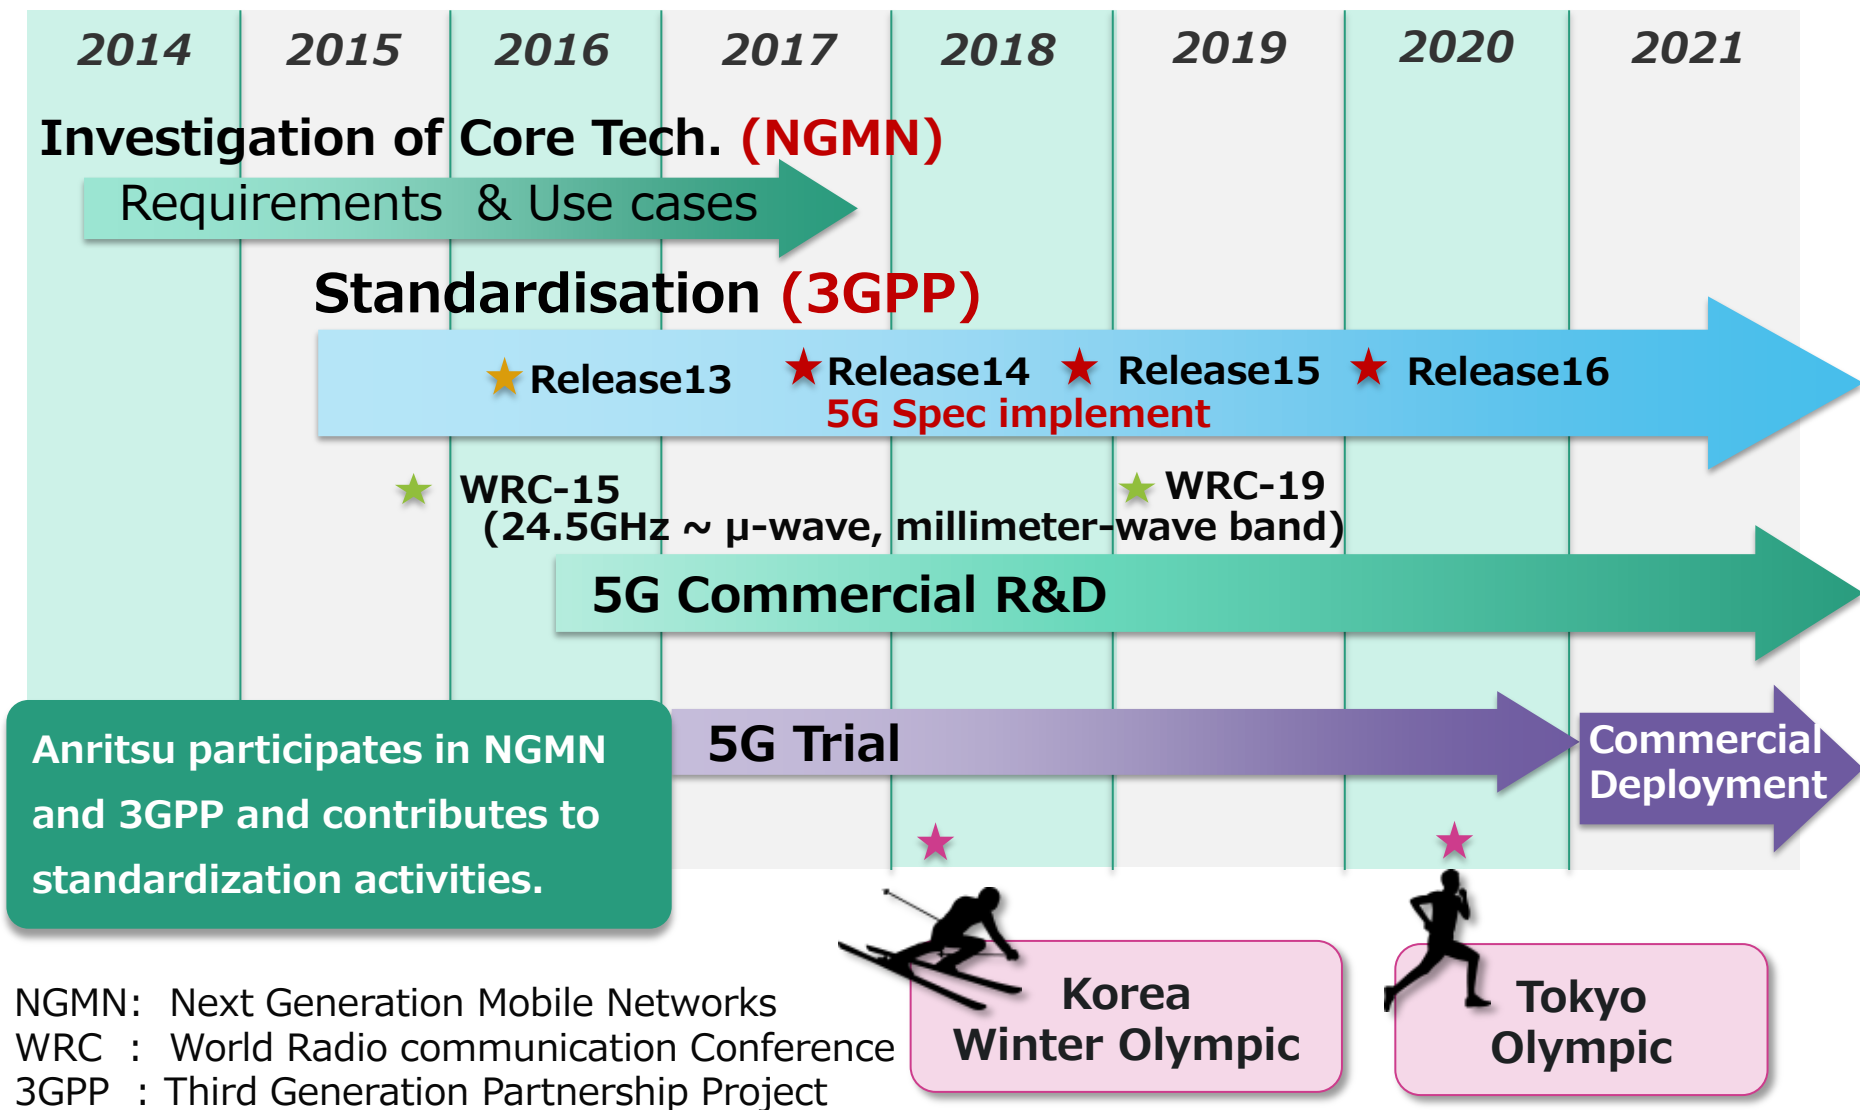 2014 2015 2016 2017 2018 2019 2020 2021
Investigation of Core Tech. (NGMN)
Requirements & Use cases
Standardisation (3GPP)
Release13 Release14 Release15 Release16
5G Spec implement
WRC-15 WRC-19
(24.5GHz ~ μ-wave, millimeter-wave band)
5G Commercial R&D
5G Trial
Commercial
Deployment
Anritsu participates in NGMN
and 3GPP and contributes to
standardization activities.
Korea
Winter Olympic
Tokyo
Olympic
NGMN: Next Generation Mobile Networks
WRC : World Radio communication Conference
3GPP : Third Generation Partnership Project